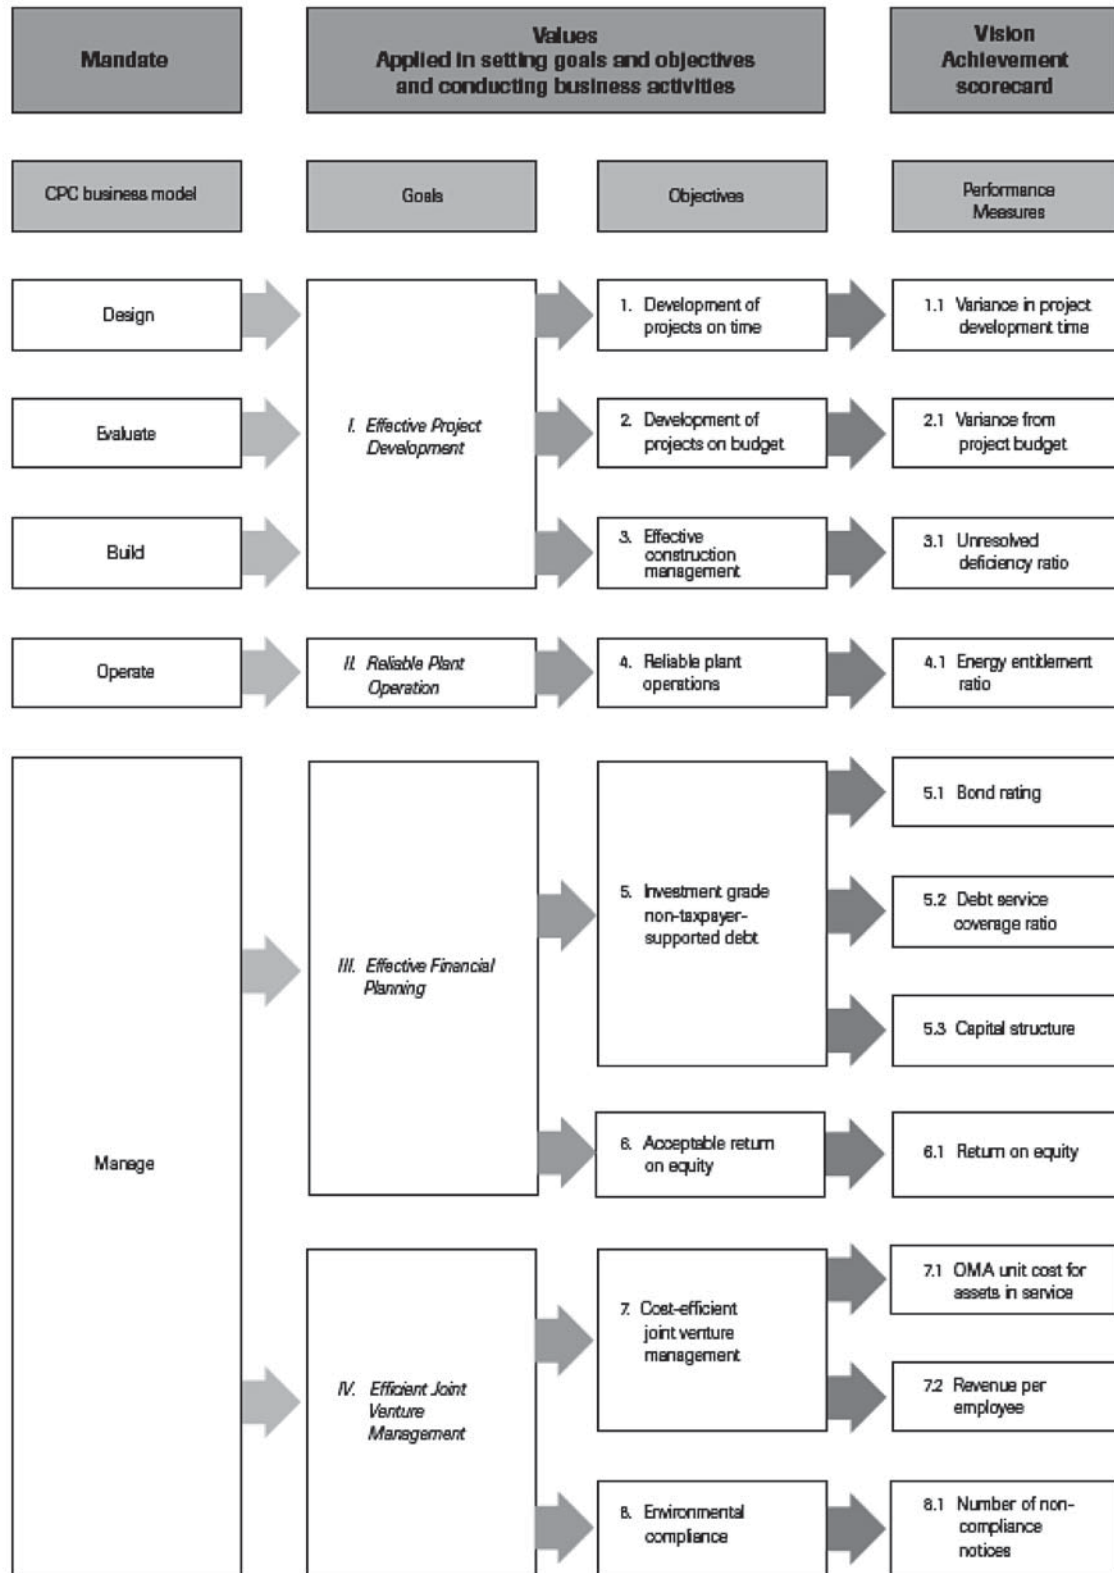 Mandate
Values
Applied in setting goals and objectives
and conducting business activities
Vision
Achievement
scorecard
CPC business model
Goals
Objectives
Performance
Measures
Design
I. Effective Project
Development
1. Development of
projects on time
1.1 Variance in project
development time
Evaluate
2. Development of
projects on budget
2.1 Variance from
project budget
Build
3. Effective
construction
management
3.1 Unresolved
deficiency ratio
Operate
II. Reliable Plant
Operation
4. Reliable plant
operations
4.1 Energy entitlement
ratio
Manage
III. Effective Financial
Planning
5. Investment grade
non-taxpayer-
supported debt
5.1 Bond rating
5.2 Debt service
coverage ratio
5.3 Capital structure
6. Acceptable return
on equity
6.1 Return on equity
IV. Efficient Joint
Venture
Management
7. Cost-efficient
joint venture
management
7.1 OMA unit cost for
assets in service
7.2 Revenue per
employee
8. Environmental
compliance
8.1 Number of non-
compliance
notices